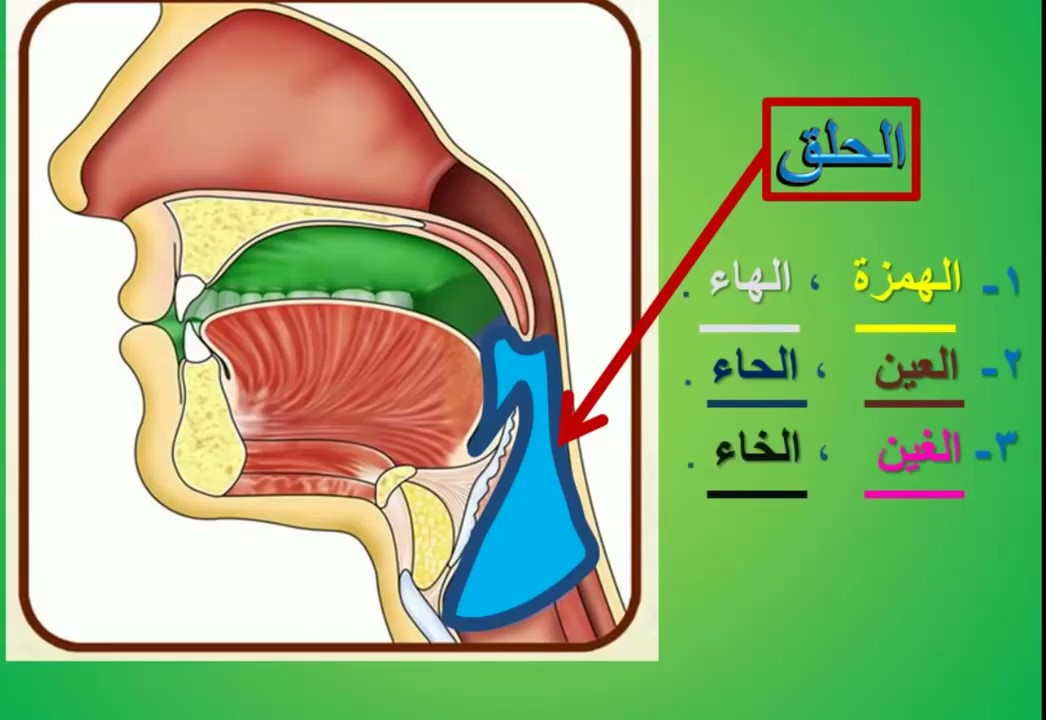 الحلق
١- الهمزة ، الهاء .
٢- العين ، الحاء .
٣- الغين ، الخاء .